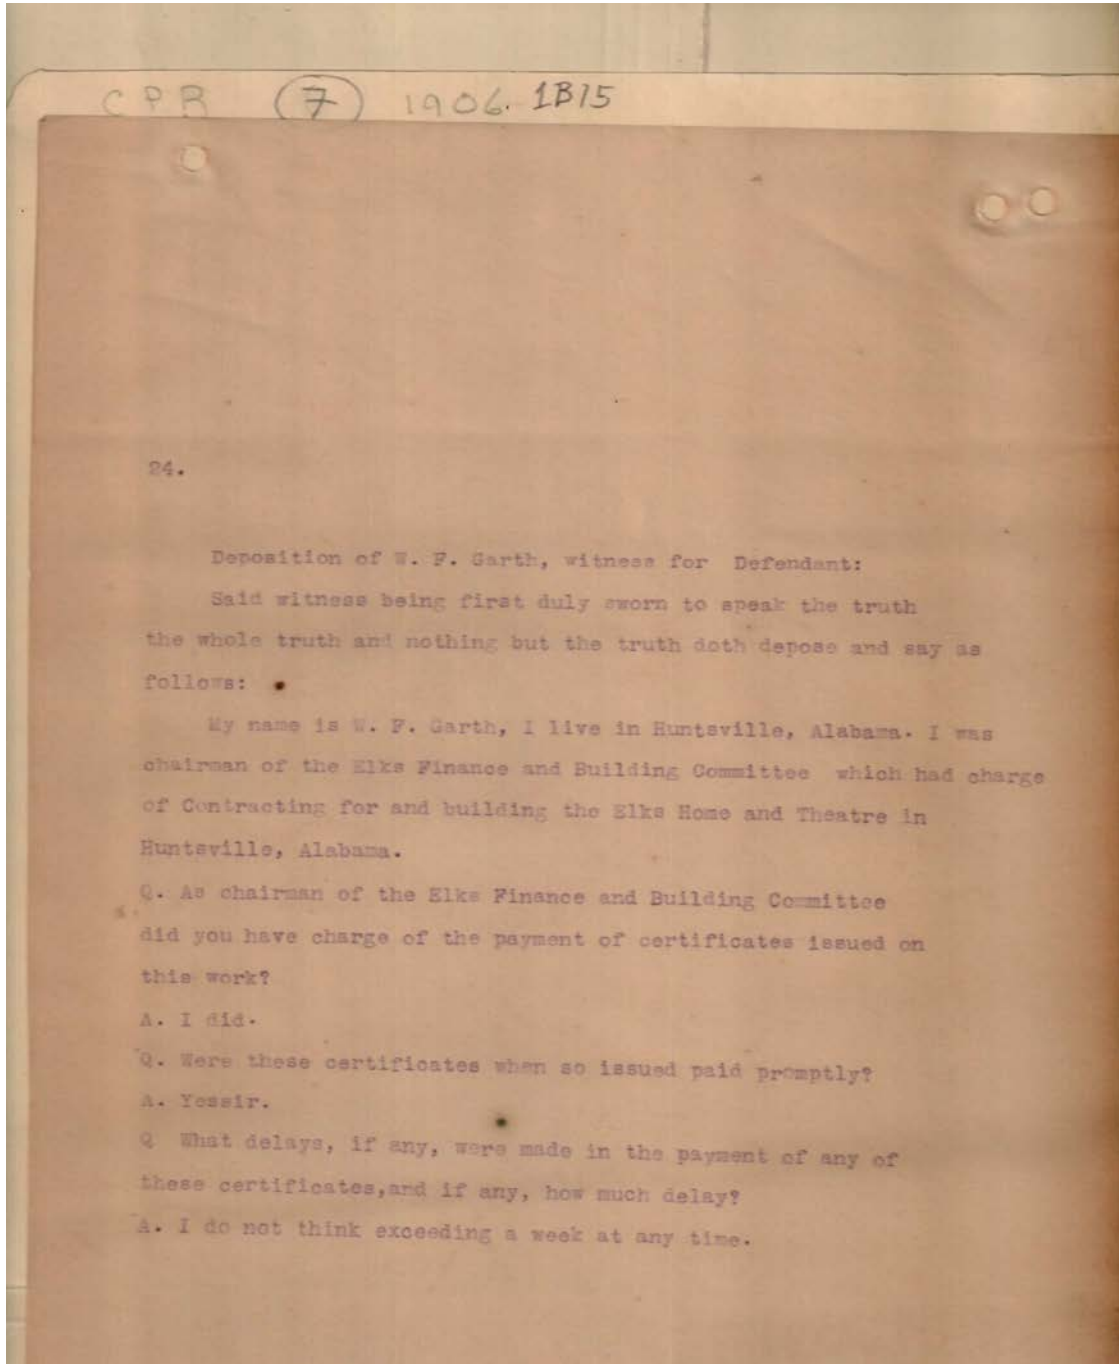 CPR (7) 1906. 1B15
24.
Deposition of W. F. Garth, witness for Defendant:
Said witness being first duly sworn to speak the truth
the whole truth and nothing but the truth doth depose and say as
follows:
My name is W. F. Garth, I live in Huntsville, Alabama. I was
chairman of the Elks Finance and Building Committee which had charge
of Contracting for and building the Elks Home and Theatre in
Huntsville, Alabama.
Q. As chairman of the Elks Finance and Building Committee
did you have charge of the payment of certificates issued on
this work?
A. I did.
Q. Were these certificates when so issued paid promptly?
A. Yessir.
Q What delays, if any, were made in the payment of any of
these certificates,and if any, how much delay?
A. I do not think exceeding a week at any time.